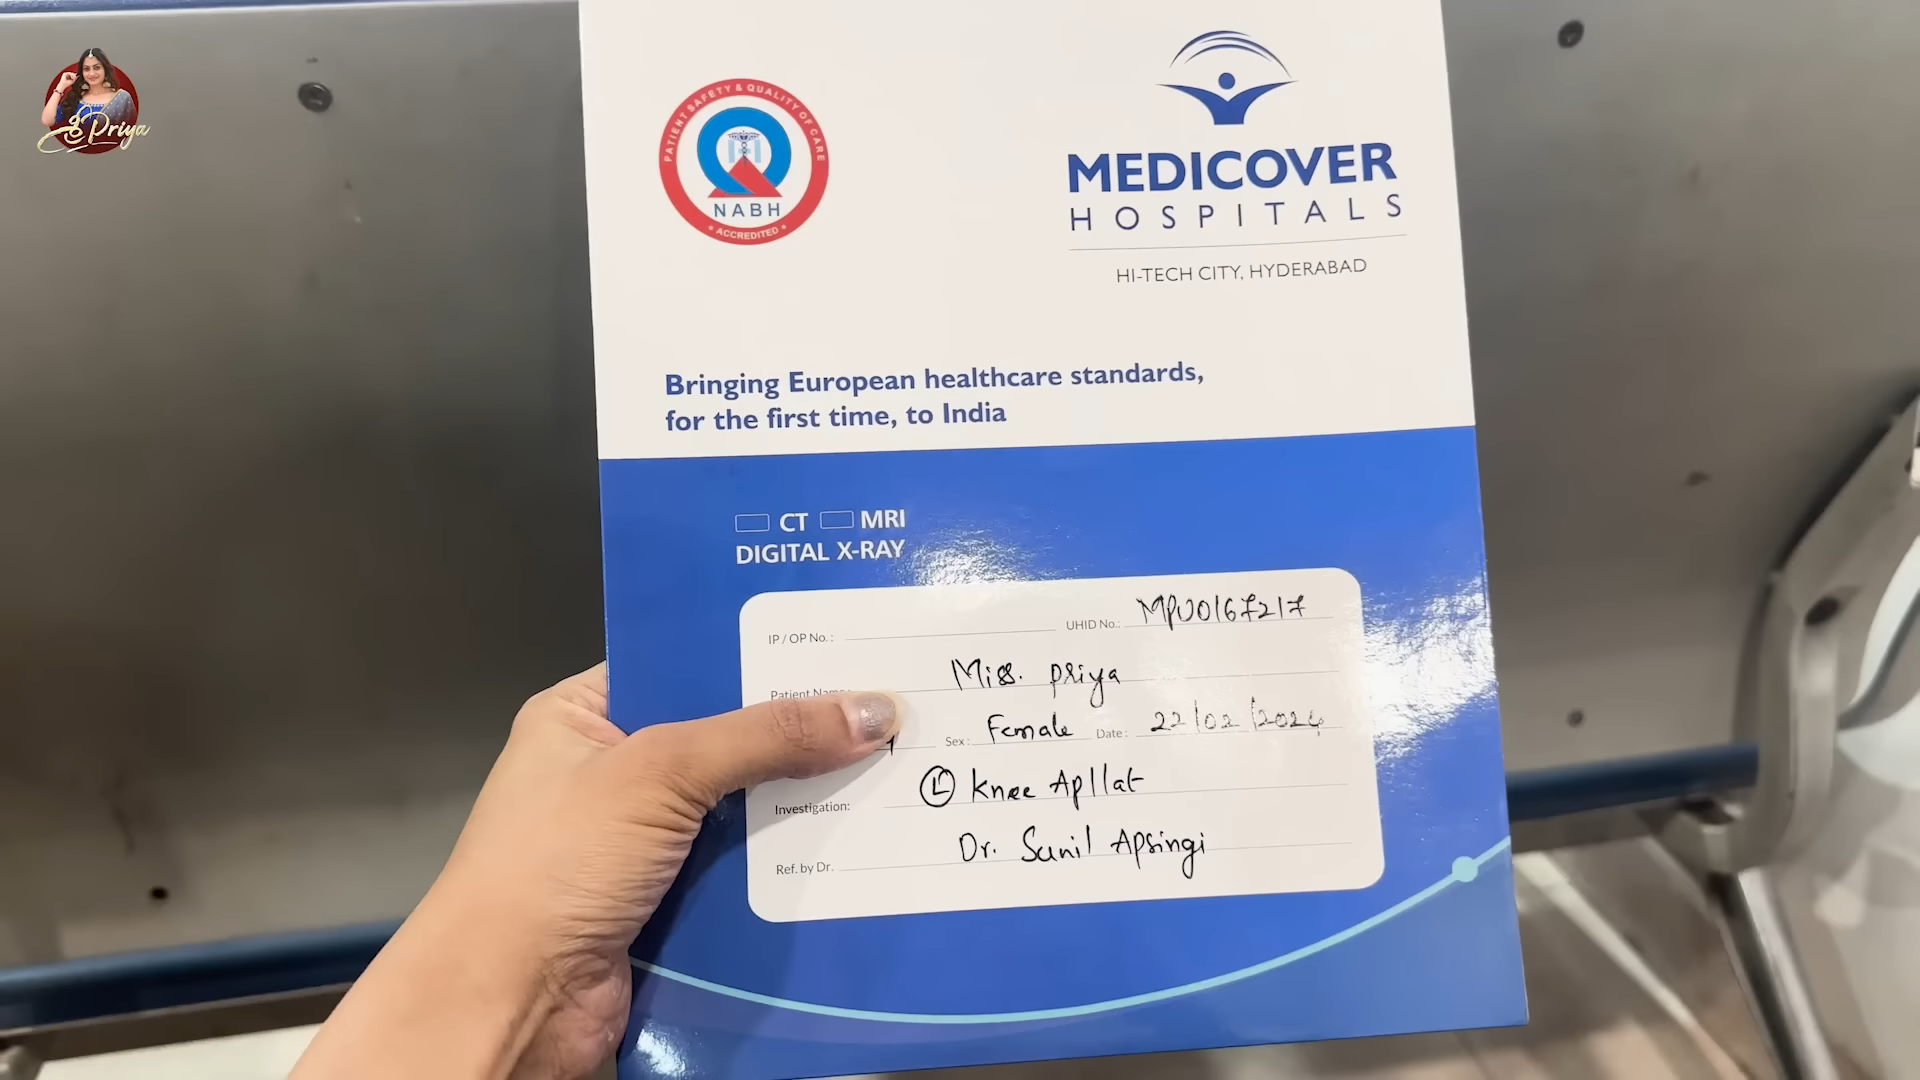 శ్రీ Priya
PATIENT SAFETY & QUALITY OF CARE
NABH
ACCREDITED
MEDICOVER
HOSPITALS
HI-TECH CITY, HYDERABAD
Bringing European healthcare standards,
for the first time, to India
CT MRI
DIGITAL X-RAY
IP / OP No.: UHID No.: MPU0167217
Patient Name: Miss. Priya
Sex: Female Date: 22/02/2024
Investigation: (L) Knee Ap/lat
Ref. by Dr. Dr. Sunil Apsingi